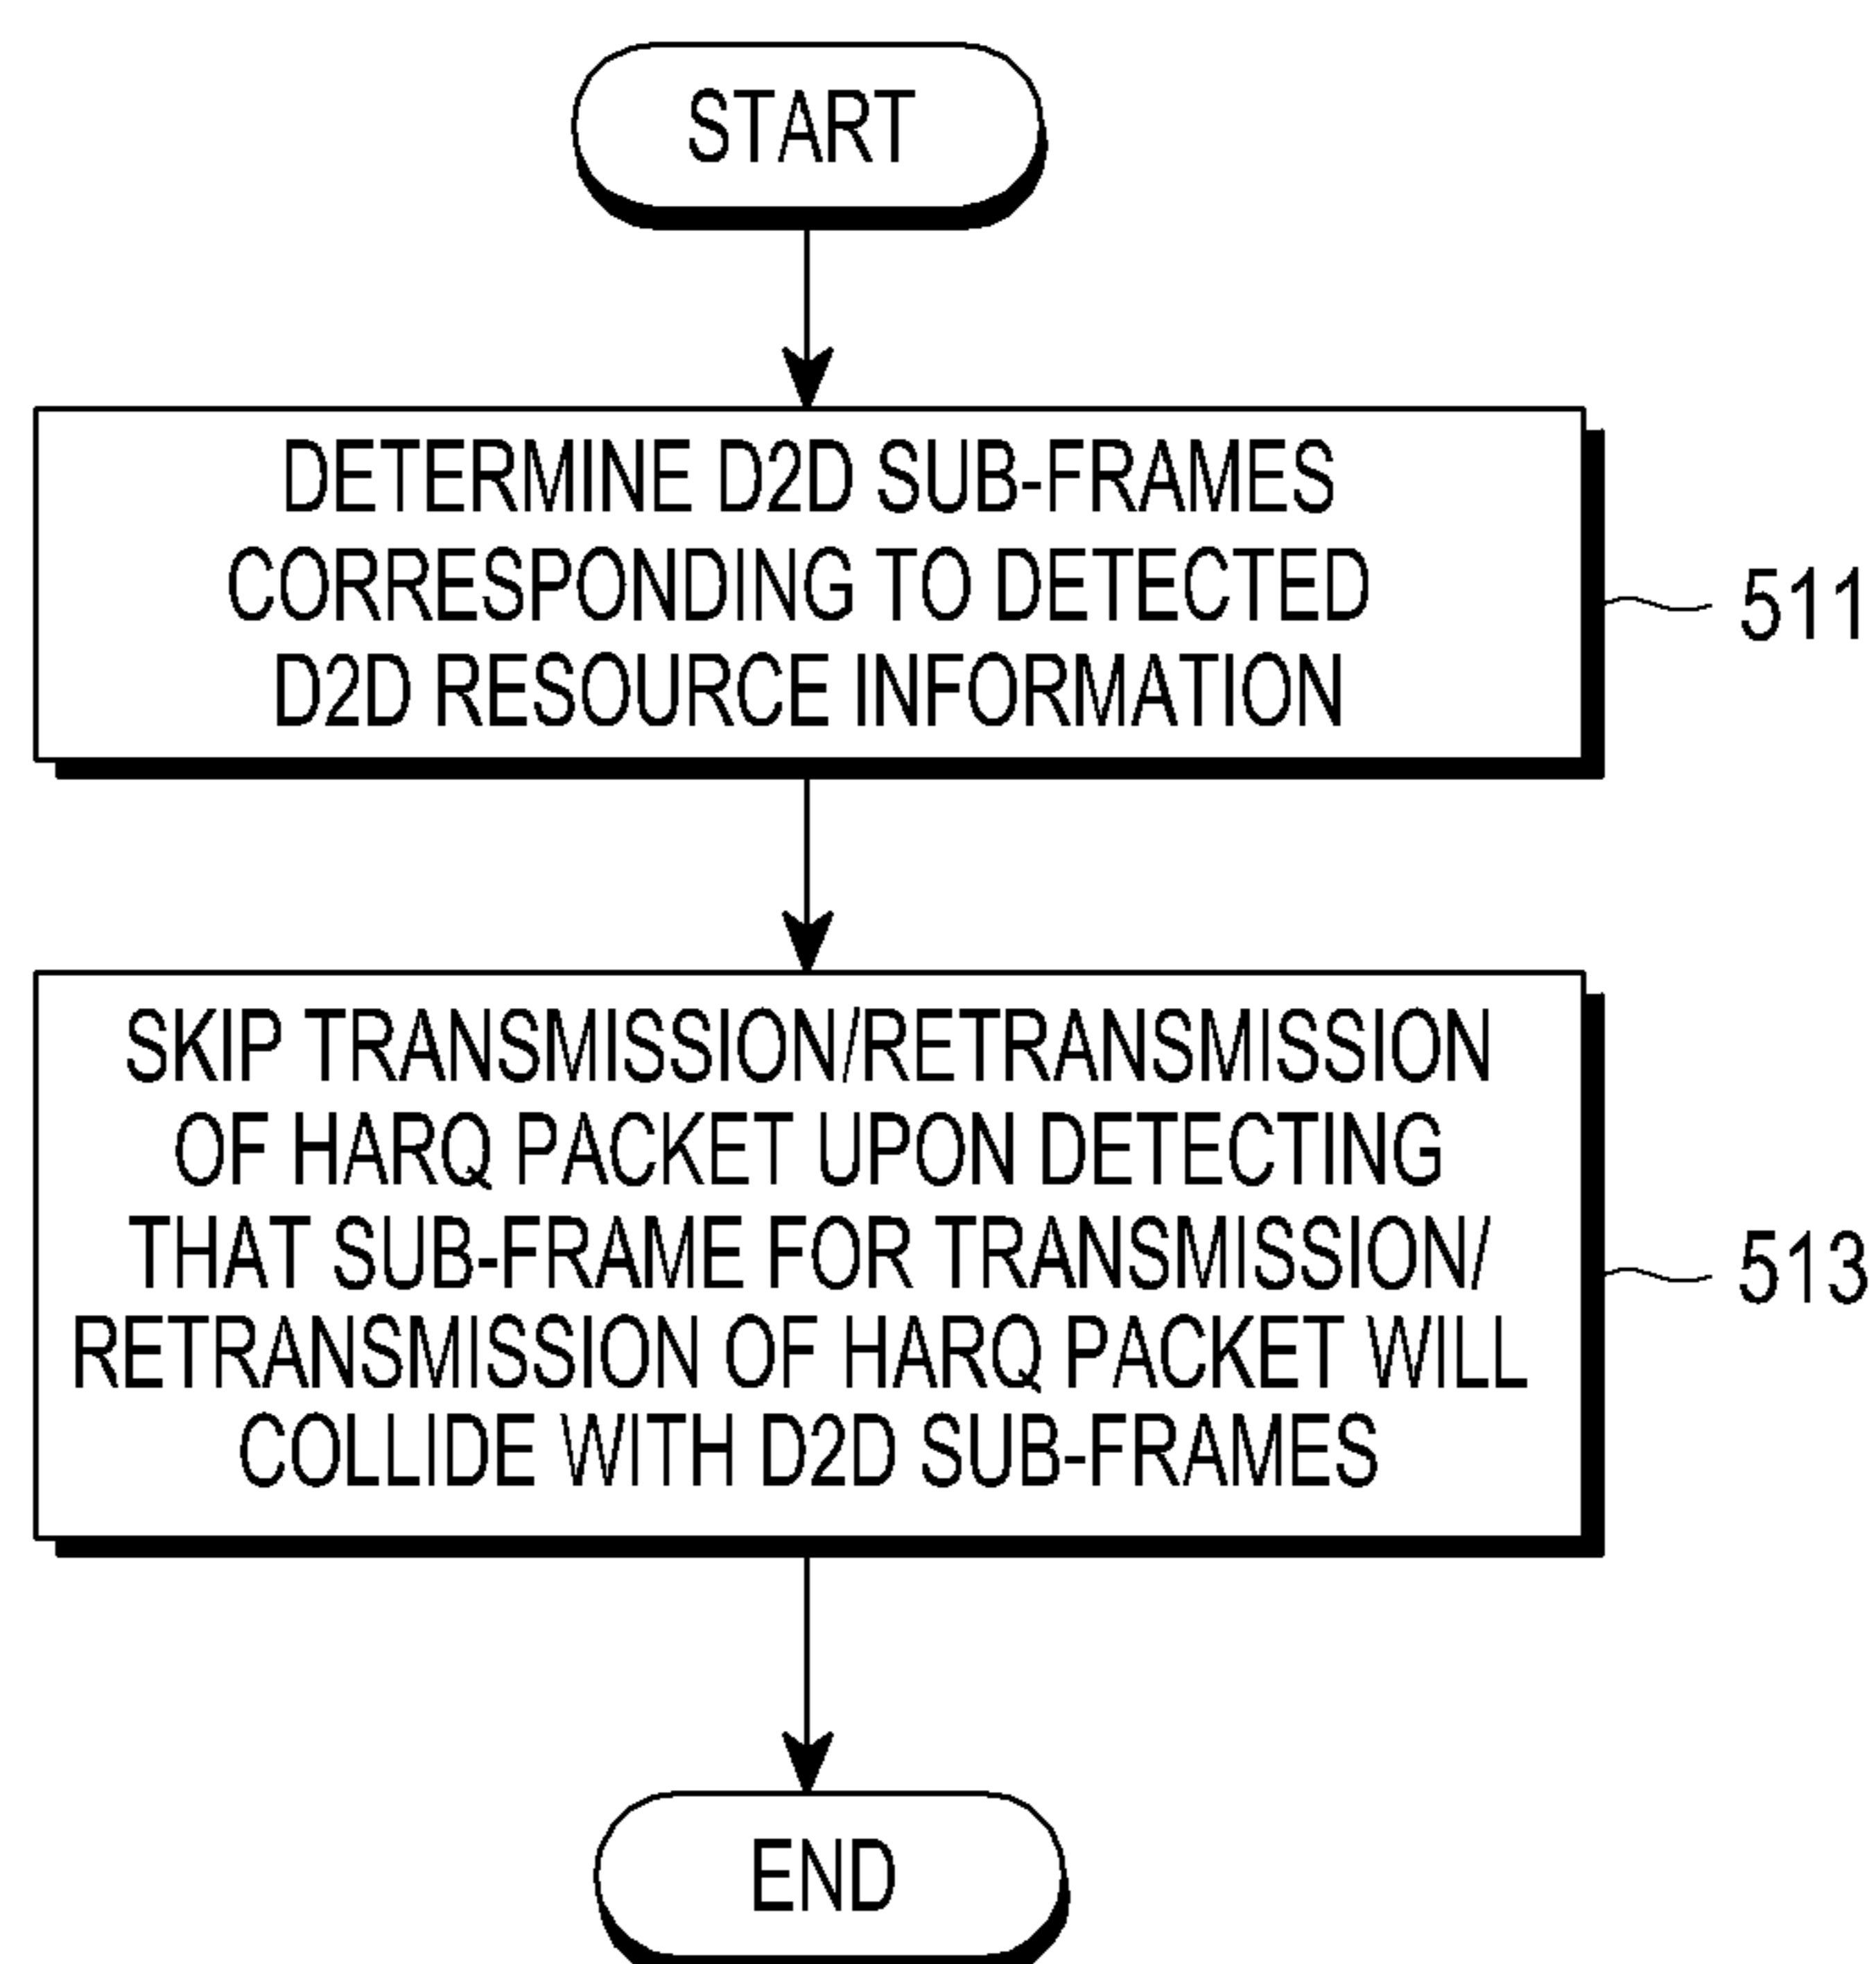 START
DETERMINE D2D SUB-FRAMES
CORRESPONDING TO DETECTED
D2D RESOURCE INFORMATION
511
SKIP TRANSMISSION/RETRANSMISSION
OF HARQ PACKET UPON DETECTING
THAT SUB-FRAME FOR TRANSMISSION/
RETRANSMISSION OF HARQ PACKET WILL
COLLIDE WITH D2D SUB-FRAMES
513
END